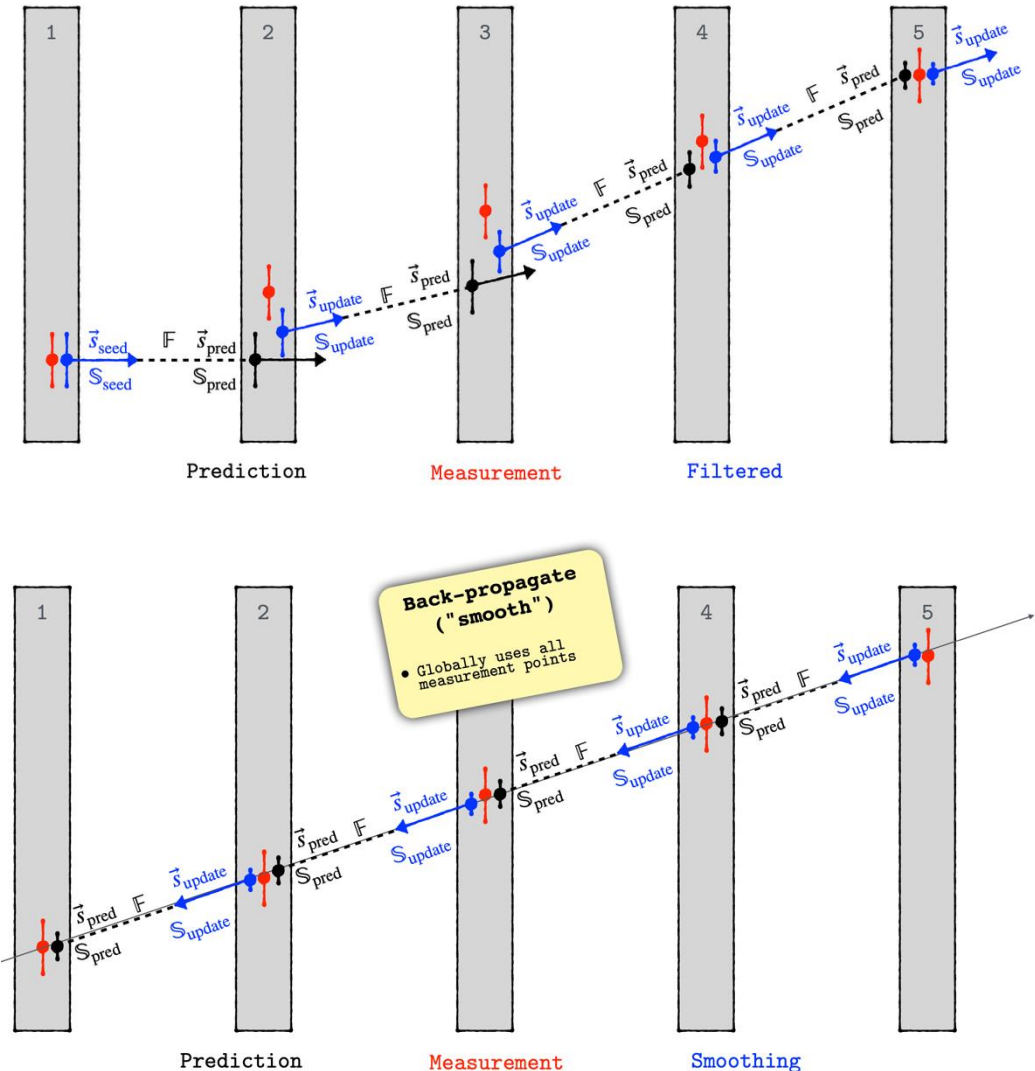 1
2
3
4
5
s⃗seed
𝕊seed
𝔽
s⃗pred
𝕊pred
s⃗update
𝕊update
𝔽
s⃗pred
𝕊pred
s⃗update
𝕊update
𝔽
s⃗pred
𝕊pred
s⃗update
𝕊update
𝔽
s⃗pred
𝕊pred
s⃗update
𝕊update
Prediction
Measurement
Filtered
1
2
4
5
Back-propagate
("smooth")
• Globally uses all
measurement points
s⃗pred
𝔽
𝕊pred
s⃗update
𝕊update
s⃗pred
𝔽
𝕊pred
s⃗update
𝕊update
s⃗pred
𝔽
𝕊pred
s⃗update
𝕊update
s⃗pred
𝔽
𝕊pred
s⃗update
𝕊update
Prediction
Measurement
Smoothing